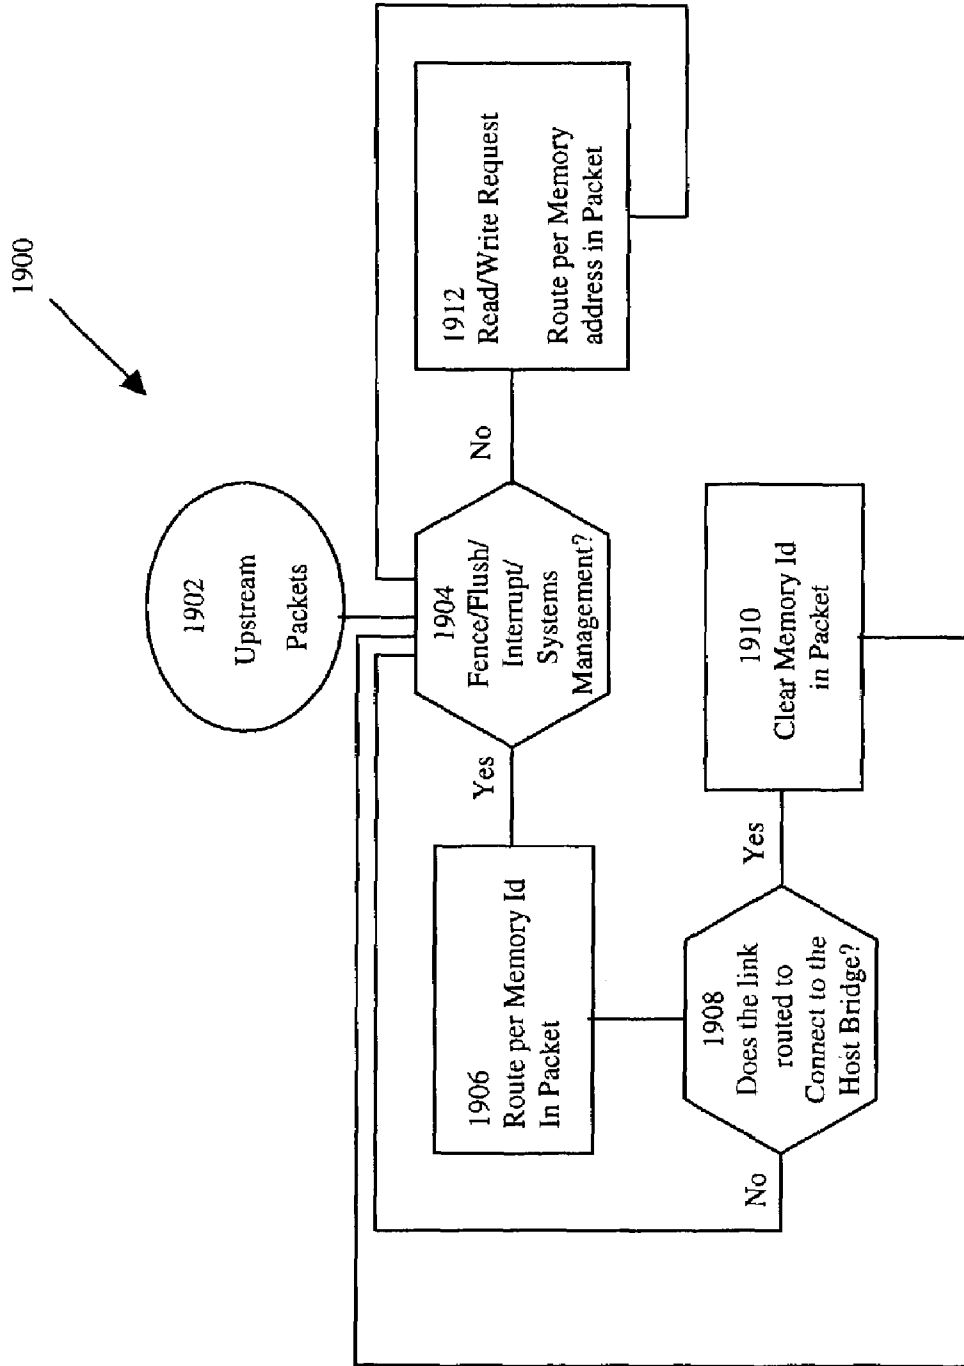 1900
1902
Upstream
Packets
1904
Fence/Flush/
Interrupt/
Systems
Management?
Yes
No
1906
Route per Memory Id
In Packet
1912
Read/Write Request
Route per Memory
address in Packet
1908
Does the link
routed to
Connect to the
Host Bridge?
No
Yes
1910
Clear Memory Id
in Packet